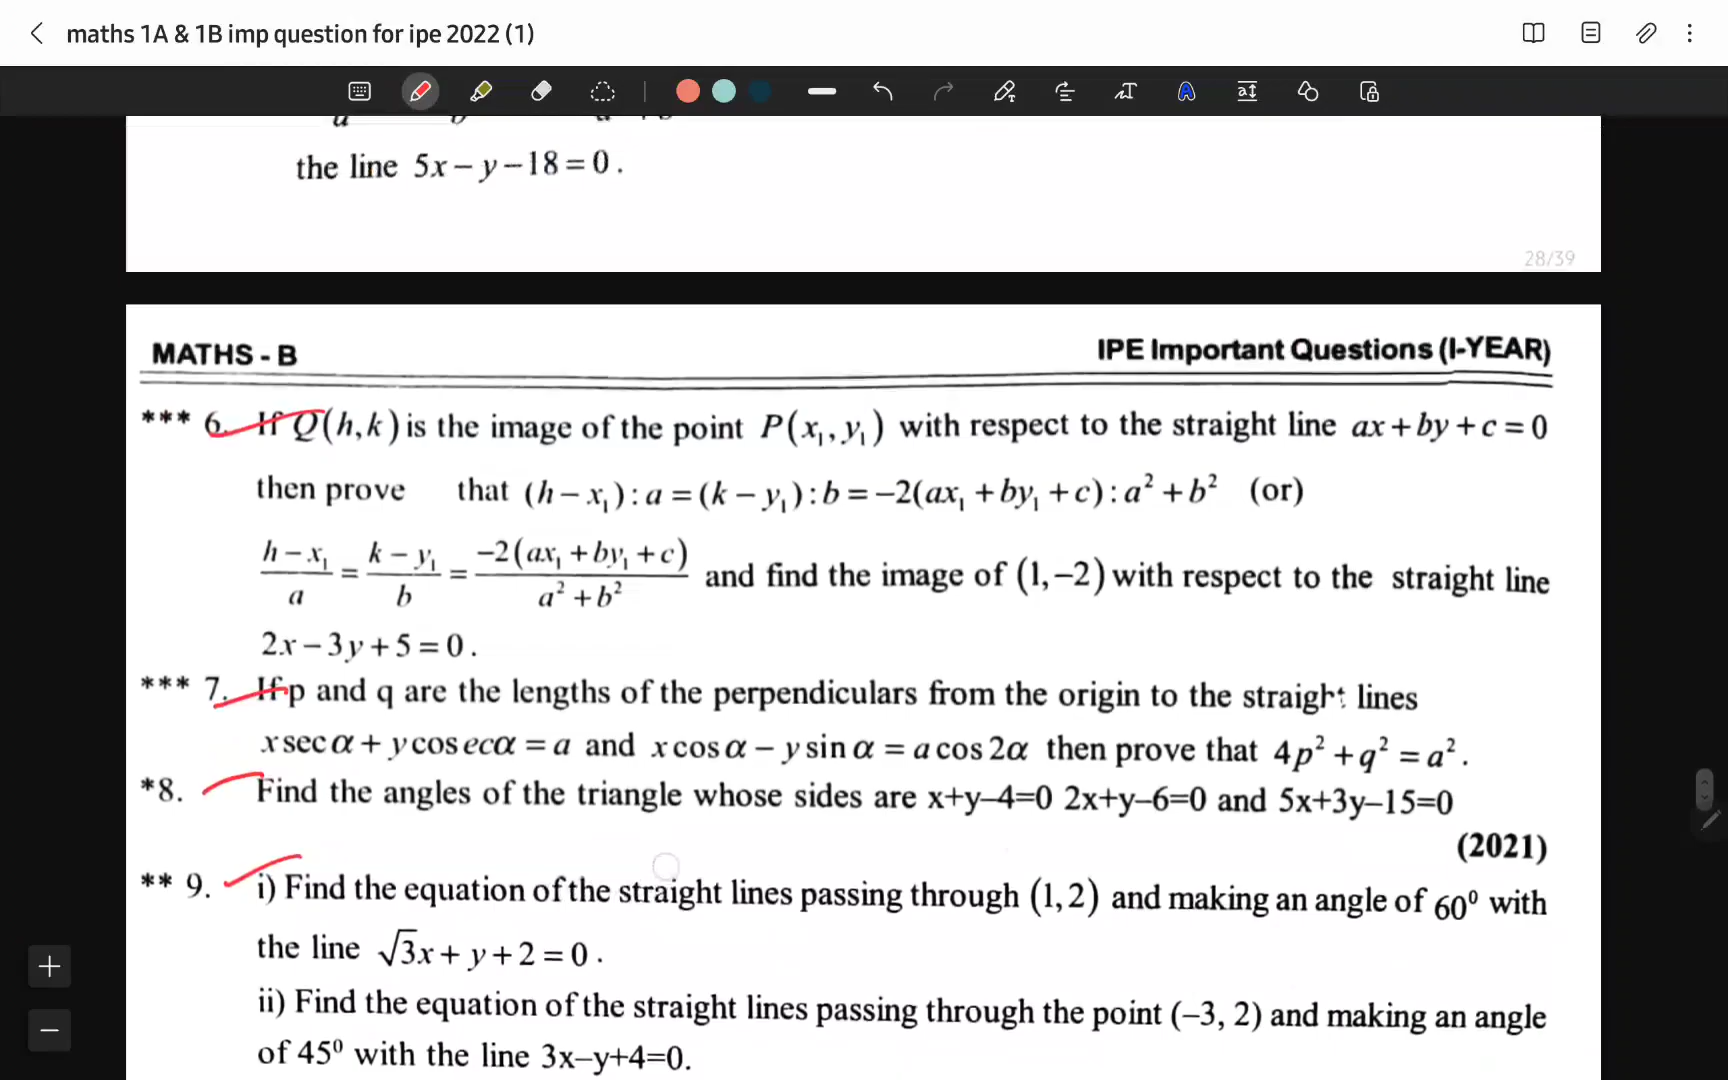 maths 1A & 1B imp question for ipe 2022 (1)
the line 5x – y – 18 = 0 .
28/39
MATHS - B
IPE Important Questions (I-YEAR)
*** 6. If Q(h,k) is the image of the point P(x₁, y₁) with respect to the straight line ax + by + c = 0
then prove that (h – x₁) : a = (k – y₁) : b = –2(ax₁ + by₁ + c) : a² + b² (or)
(h – x₁)/a = (k – y₁)/b = –2(ax₁ + by₁ + c)/(a² + b²) and find the image of (1,–2) with respect to the straight line
2x – 3y + 5 = 0 .
*** 7. If p and q are the lengths of the perpendiculars from the origin to the straight lines
x sec α + y cos ecα = a and x cos α – y sin α = a cos 2α then prove that 4p² + q² = a² .
*8. Find the angles of the triangle whose sides are x+y–4=0 2x+y–6=0 and 5x+3y–15=0
(2021)
** 9. i) Find the equation of the straight lines passing through (1,2) and making an angle of 60⁰ with
the line √3x + y + 2 = 0 .
ii) Find the equation of the straight lines passing through the point (–3, 2) and making an angle
of 45⁰ with the line 3x–y+4=0.